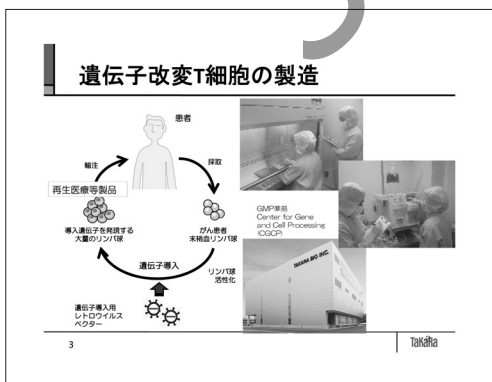 遺伝子改変T細胞の製造
患者
輸注
採取
再生医療等製品
導入遺伝子を発現する
大量のリンパ球
がん患者
末梢血リンパ球
遺伝子導入
リンパ球
活性化
遺伝子導入用
レトロウイルス
ベクター
GMP準拠
Center for Gene
and Cell Processing
(CGCP)
TAKARA BIO INC.
3
TaKaRa